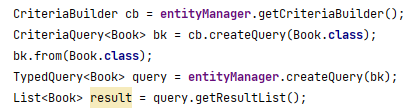 CriteriaBuilder cb = entityManager.getCriteriaBuilder();
CriteriaQuery<Book> bk = cb.createQuery(Book.class);
bk.from(Book.class);
TypedQuery<Book> query = entityManager.createQuery(bk);
List<Book> result = query.getResultList();